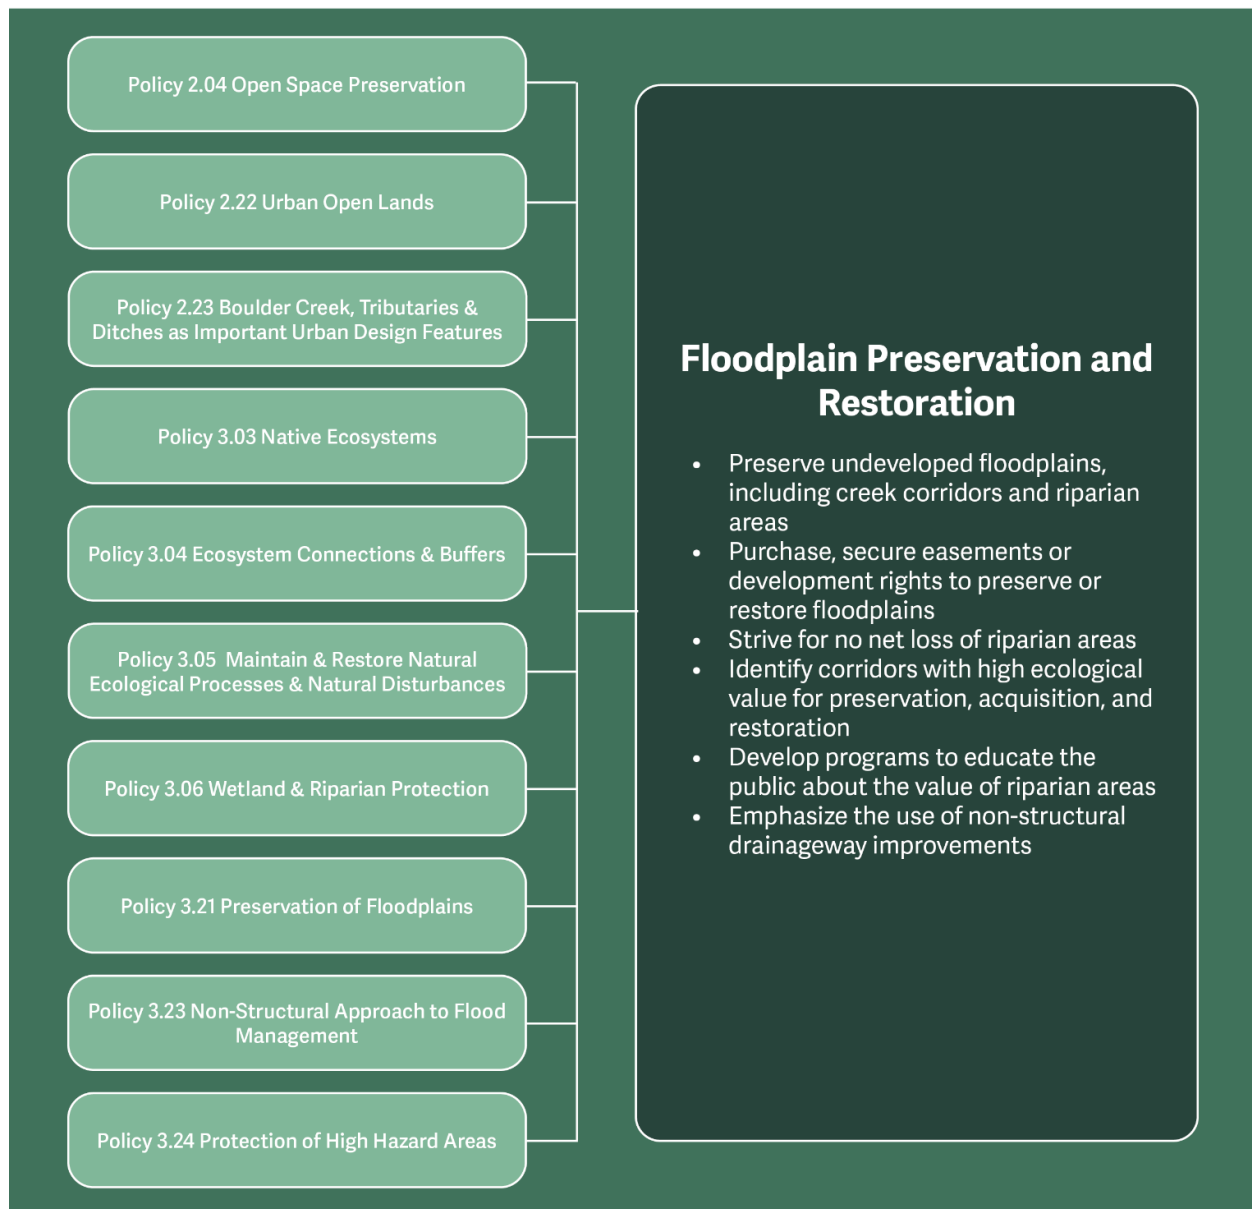 Policy 2.04 Open Space Preservation
Policy 2.22 Urban Open Lands
Policy 2.23 Boulder Creek, Tributaries &
Ditches as Important Urban Design Features
Policy 3.03 Native Ecosystems
Policy 3.04 Ecosystem Connections & Buffers
Policy 3.05  Maintain & Restore Natural
Ecological Processes & Natural Disturbances
Policy 3.06 Wetland & Riparian Protection
Policy 3.21 Preservation of Floodplains
Policy 3.23 Non-Structural Approach to Flood
Management
Policy 3.24 Protection of High Hazard Areas
Floodplain Preservation and
Restoration
• Preserve undeveloped floodplains,
including creek corridors and riparian
areas
• Purchase, secure easements or
development rights to preserve or
restore floodplains
• Strive for no net loss of riparian areas
• Identify corridors with high ecological
value for preservation, acquisition, and
restoration
• Develop programs to educate the
public about the value of riparian areas
• Emphasize the use of non-structural
drainageway improvements